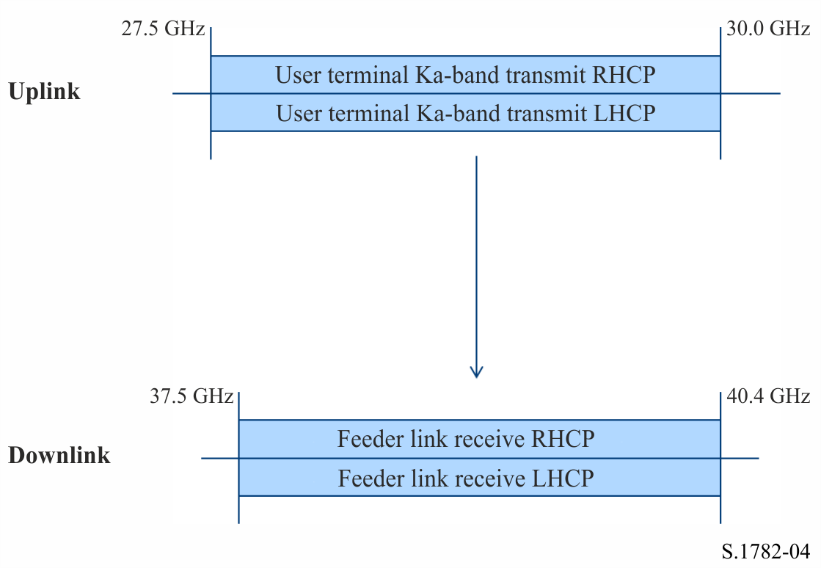 27.5 GHz
30.0 GHz
Uplink
User terminal Ka-band transmit RHCP
User terminal Ka-band transmit LHCP
37.5 GHz
40.4 GHz
Downlink
Feeder link receive RHCP
Feeder link receive LHCP
S.1782-04